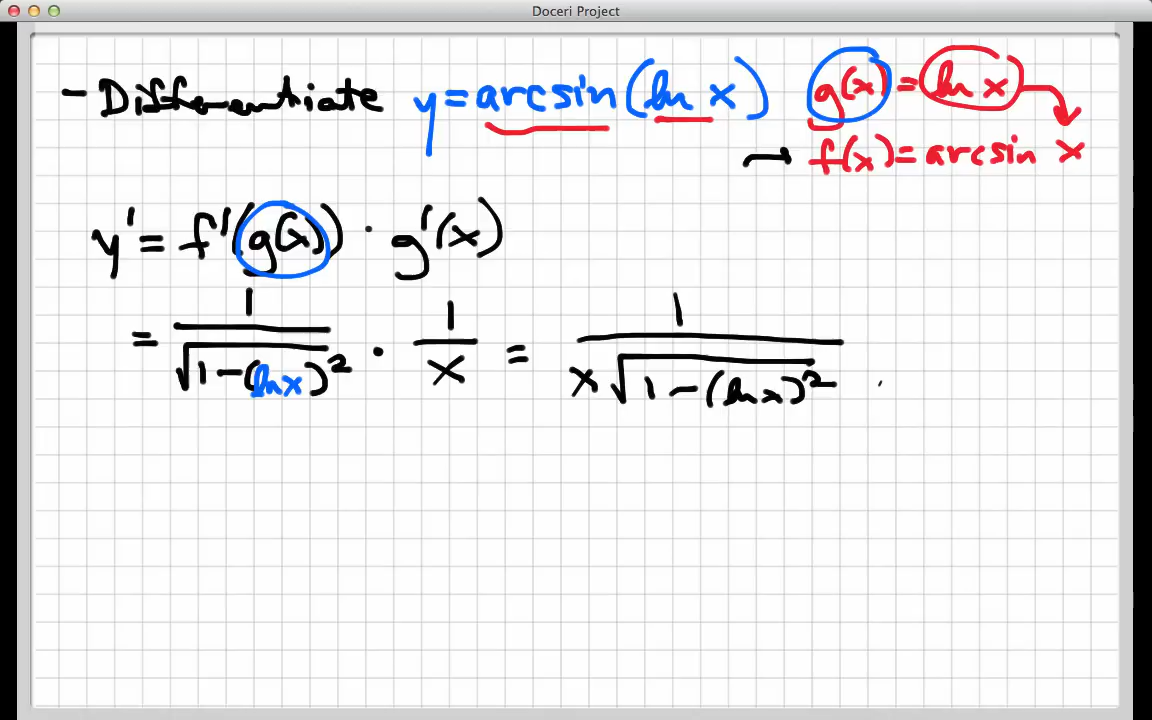 Doceri Project
- Differentiate y = arcsin(ln x) g(x) = ln x
→ f(x) = arcsin x
y' = f'(g(x)) · g'(x)
= 1/√(1-(ln x)²) · 1/x = 1/(x√(1-(ln x)²))